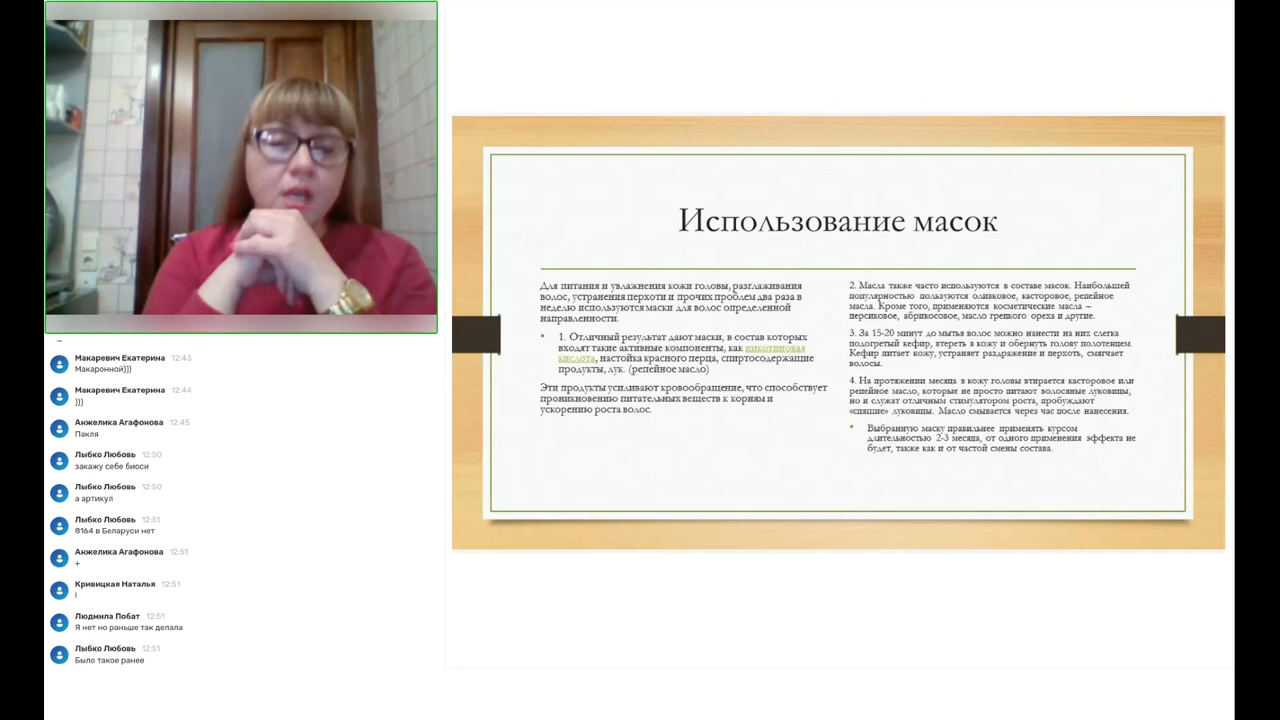 Макаревич Екатерина 12:43
Макаронной)))
Макаревич Екатерина 12:44
)))
Анжелика Агафонова 12:45
Пакля
Лыбко Любовь 12:50
закажу себе биоси
Лыбко Любовь 12:50
а артикул
Лыбко Любовь 12:51
8164 в Беларуси нет
Анжелика Агафонова 12:51
+
Кривицкая Наталья 12:51
!
Людмила Побат 12:51
Я нет но раньше так делала
Лыбко Любовь 12:51
Было такое ранее
Использование масок
Для питания и увлажнения кожи головы, разглаживания
волос, устранения перхоти и прочих проблем два раза в
неделю используются маски для волос определенной
направленности.
• 1. Отличный результат дают маски, в состав которых
входят такие активные компоненты, как никотиновая
кислота, настойка красного перца, спиртосодержащие
продукты, лук. (репейное масло)
Эти продукты усиливают кровообращение, что способствует
проникновению питательных веществ к корням и
ускорению роста волос.
2. Масла также часто используются в составе масок. Наибольшей
популярностью пользуются оливковое, касторовое, репейное
масла. Кроме того, применяются косметические масла –
персиковое, абрикосовое, масло грецкого ореха и другие.
3. За 15-20 минут до мытья волос можно нанести на них слегка
подогретый кефир, втереть в кожу и обернуть голову полотенцем.
Кефир питает кожу, устраняет раздражение и перхоть, смягчает
волосы.
4. На протяжении месяца в кожу головы втирается касторовое или
репейное масло, которые не просто питают волосяные луковицы,
но и служат отличным стимулятором роста, пробуждают
«спящие» луковицы. Масло смывается через час после нанесения.
• Выбранную маску правильнее применять курсом
длительностью 2-3 месяца, от одного применения эффекта не
будет, также как и от частой смены состава.